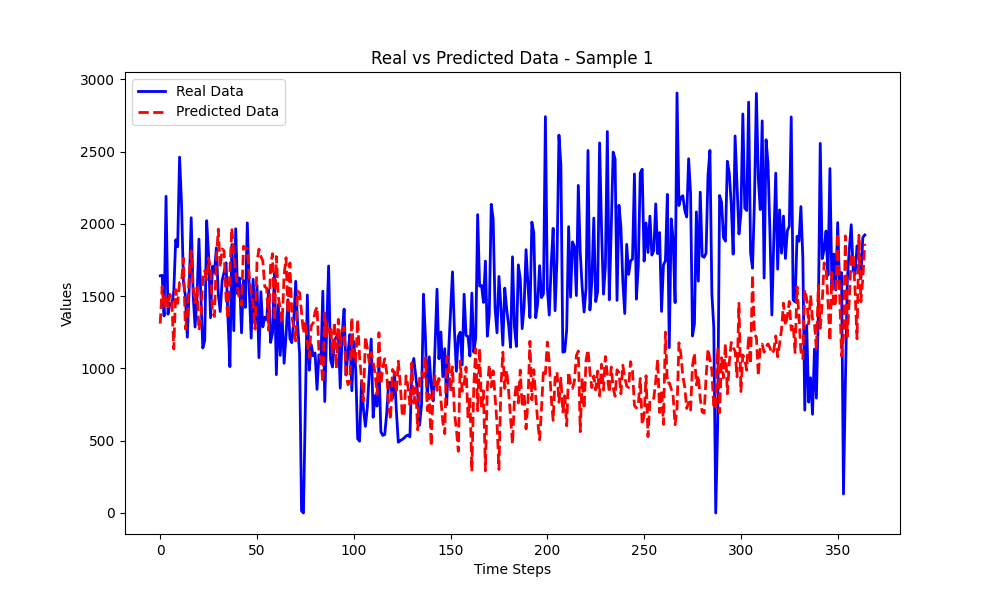 Real vs Predicted Data - Sample 1
Real Data
Predicted Data
Values
3000
2500
2000
1500
1000
500
0
0 50 100 150 200 250 300 350
Time Steps